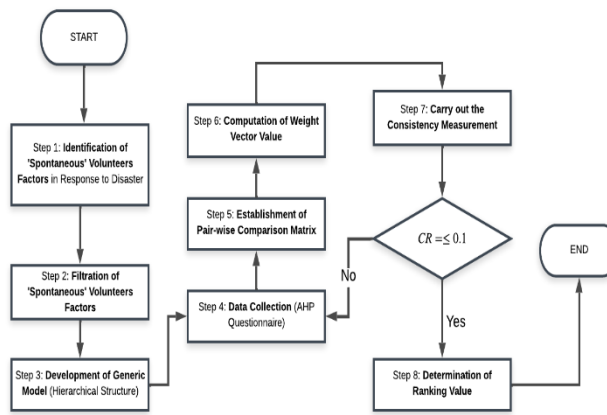 START
Step 1: Identification of
'Spontaneous' Volunteers
Factors in Response to Disaster
Step 2: Filtration of
'Spontaneous' Volunteers
Factors
Step 3: Development of Generic
Model (Hierarchical Structure)
Step 4: Data Collection (AHP
Questionnaire)
Step 5: Establishment of
Pair-wise Comparison Matrix
Step 6: Computation of Weight
Vector Value
Step 7: Carry out the
Consistency Measurement
CR =≤ 0.1
No
Yes
Step 8: Determination of
Ranking Value
END